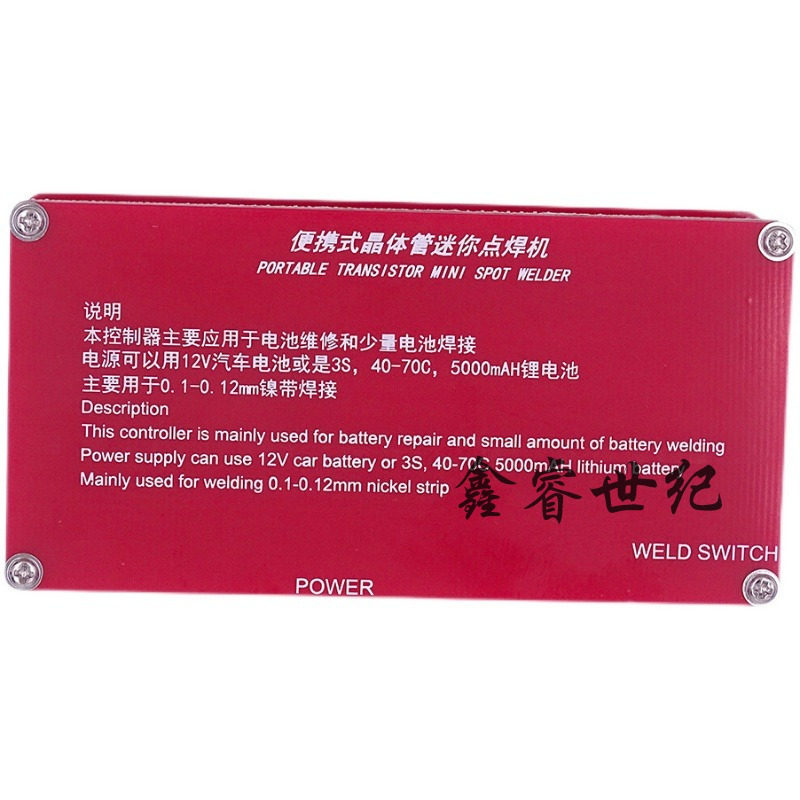 便携式晶体管迷你点焊机
PORTABLE TRANSISTOR MINI SPOT WELDER
说明
本控制器主要应用于电池维修和少量电池焊接
电源可以用12V汽车电池或是3S，40-70C，5000mAH锂电池
主要用于0.1-0.12mm镍带焊接
Description
This controller is mainly used for battery repair and small amount of battery welding
Power supply can use 12V car battery or 3S, 40-70C 5000mAH lithium battery
Mainly used for welding 0.1-0.12mm nickel strip
鑫睿世纪
WELD SWITCH
POWER